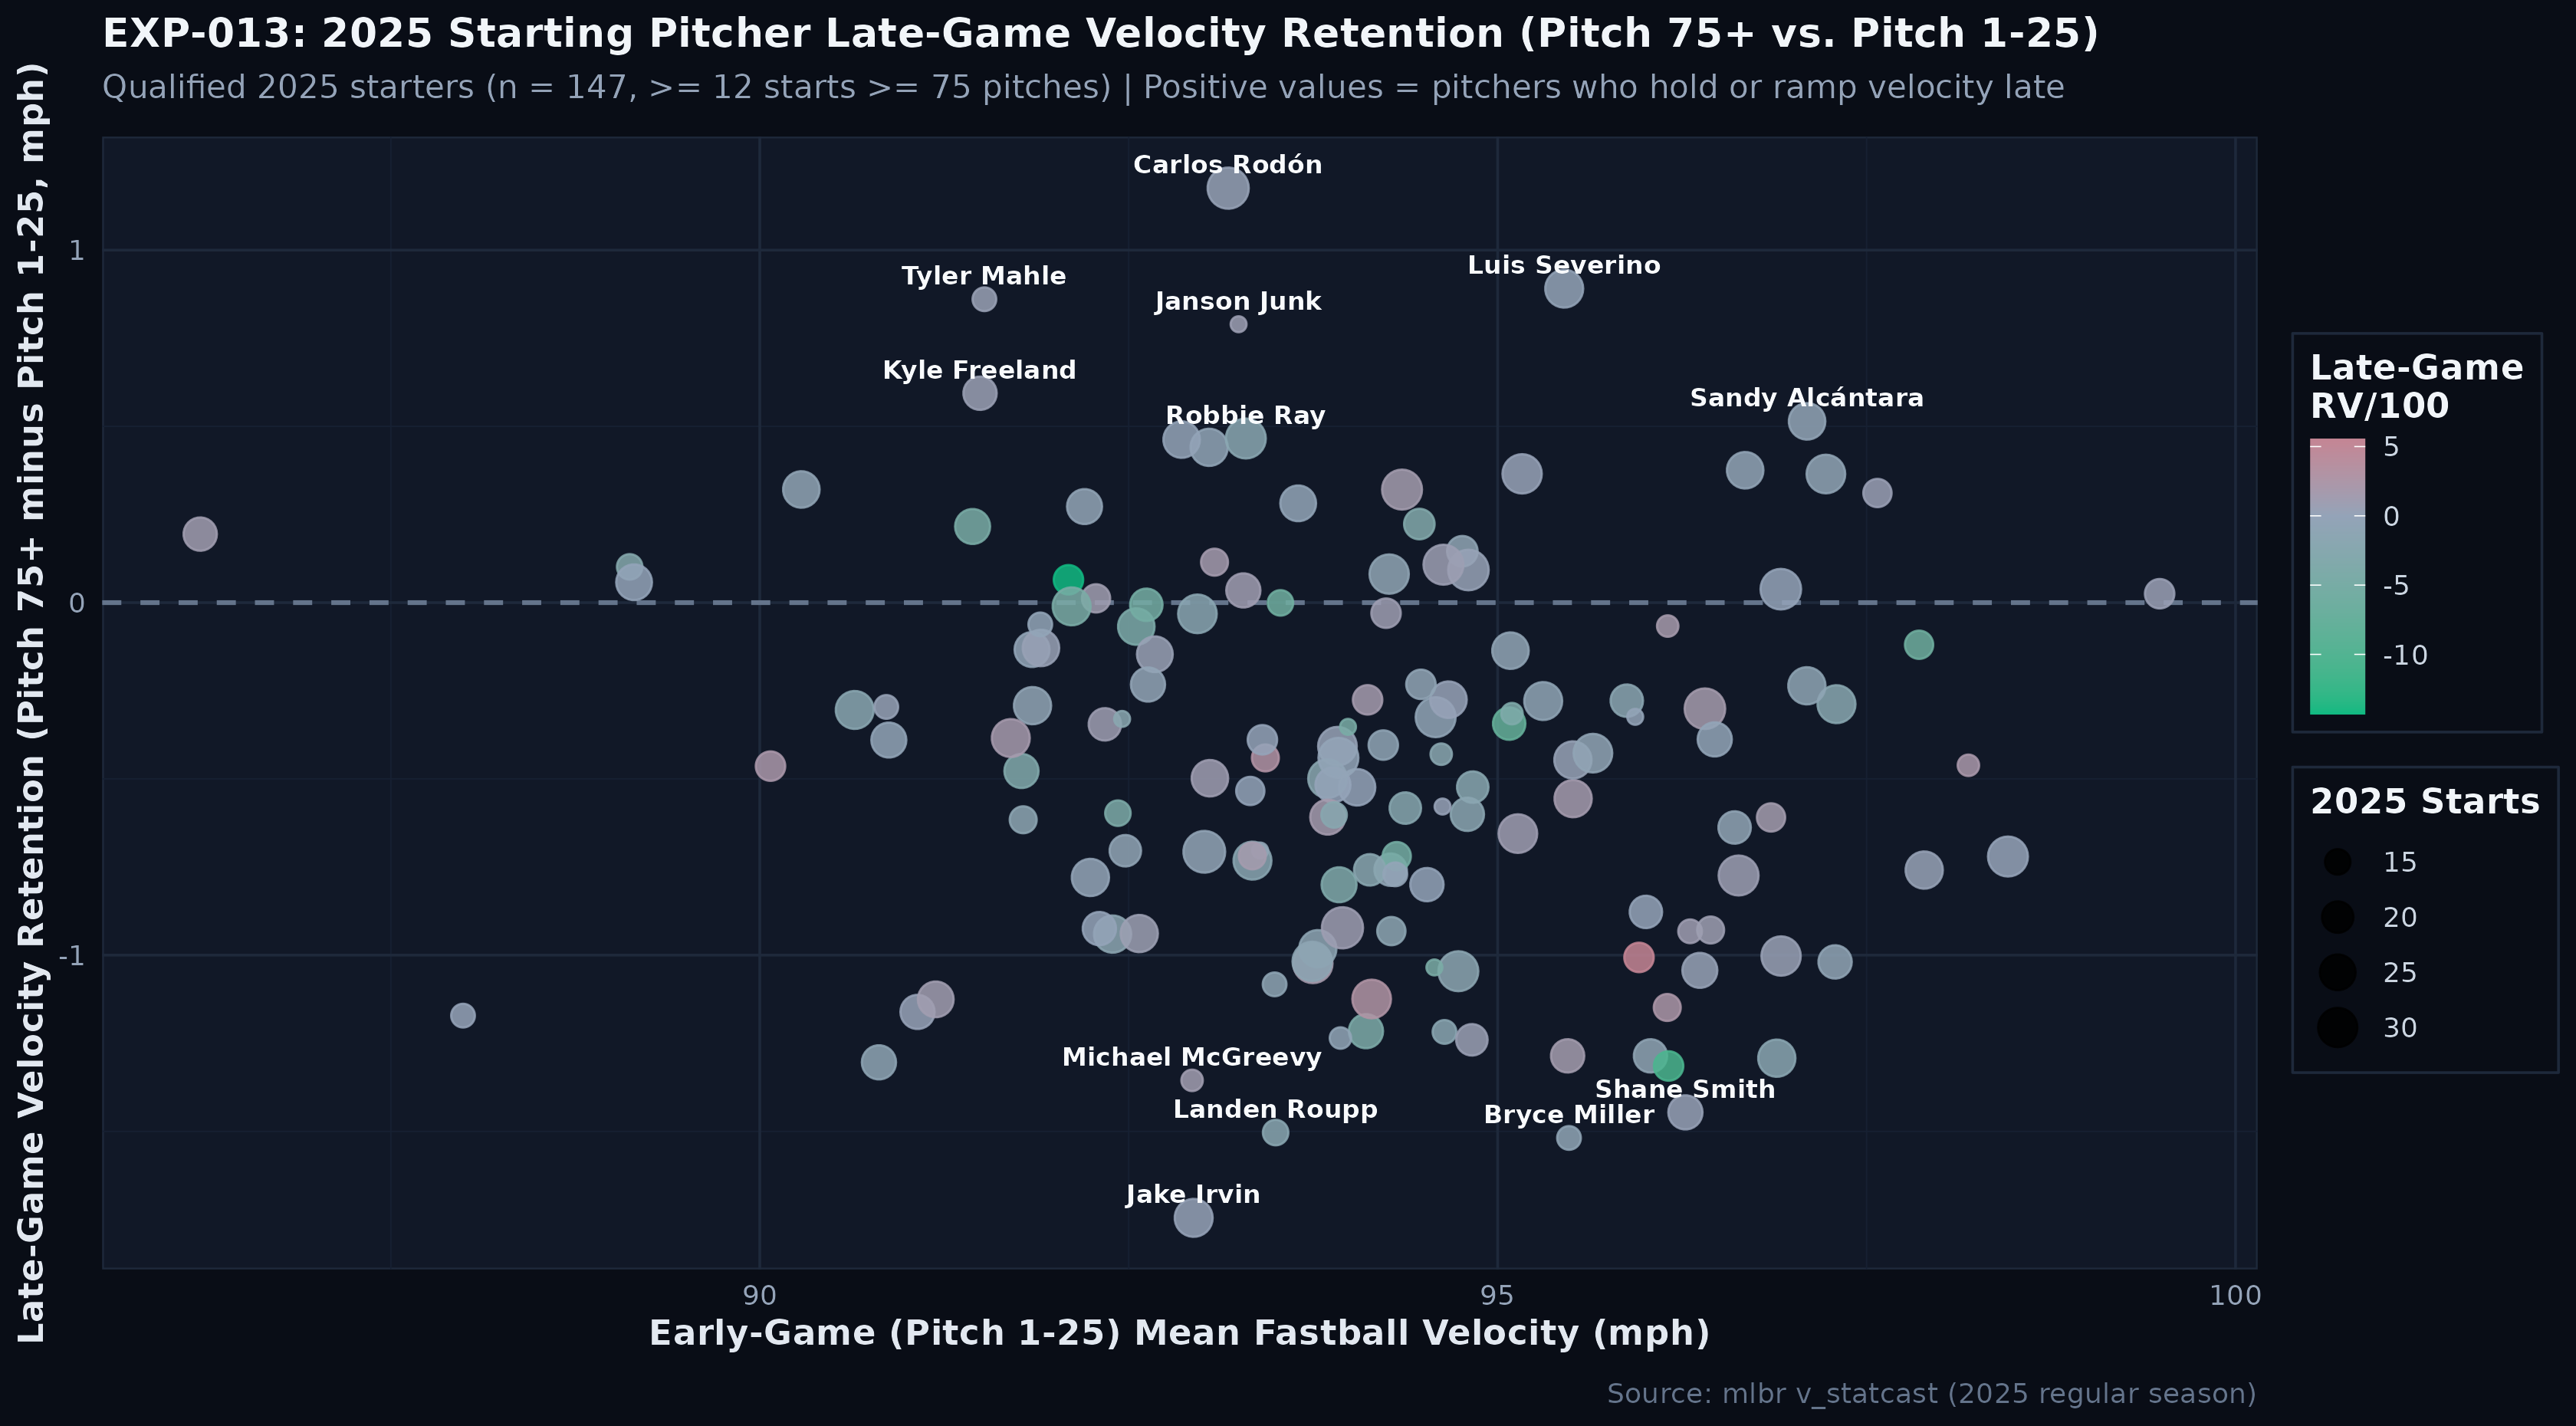 EXP-013: 2025 Starting Pitcher Late-Game Velocity Retention (Pitch 75+ vs. Pitch 1-25)
Qualified 2025 starters (n = 147, >= 12 starts >= 75 pitches) | Positive values = pitchers who hold or ramp velocity late
Late-Game Velocity Retention (Pitch 75+ minus Pitch 1-25, mph)
1
0
-1
Carlos Rodón
Luis Severino
Tyler Mahle
Janson Junk
Kyle Freeland
Sandy Alcántara
Robbie Ray
Michael McGreevy
Shane Smith
Landen Roupp
Bryce Miller
Jake Irvin
90
95
100
Early-Game (Pitch 1-25) Mean Fastball Velocity (mph)
Late-Game
RV/100
5
0
-5
-10
2025 Starts
15
20
25
30
Source: mlbr v_statcast (2025 regular season)